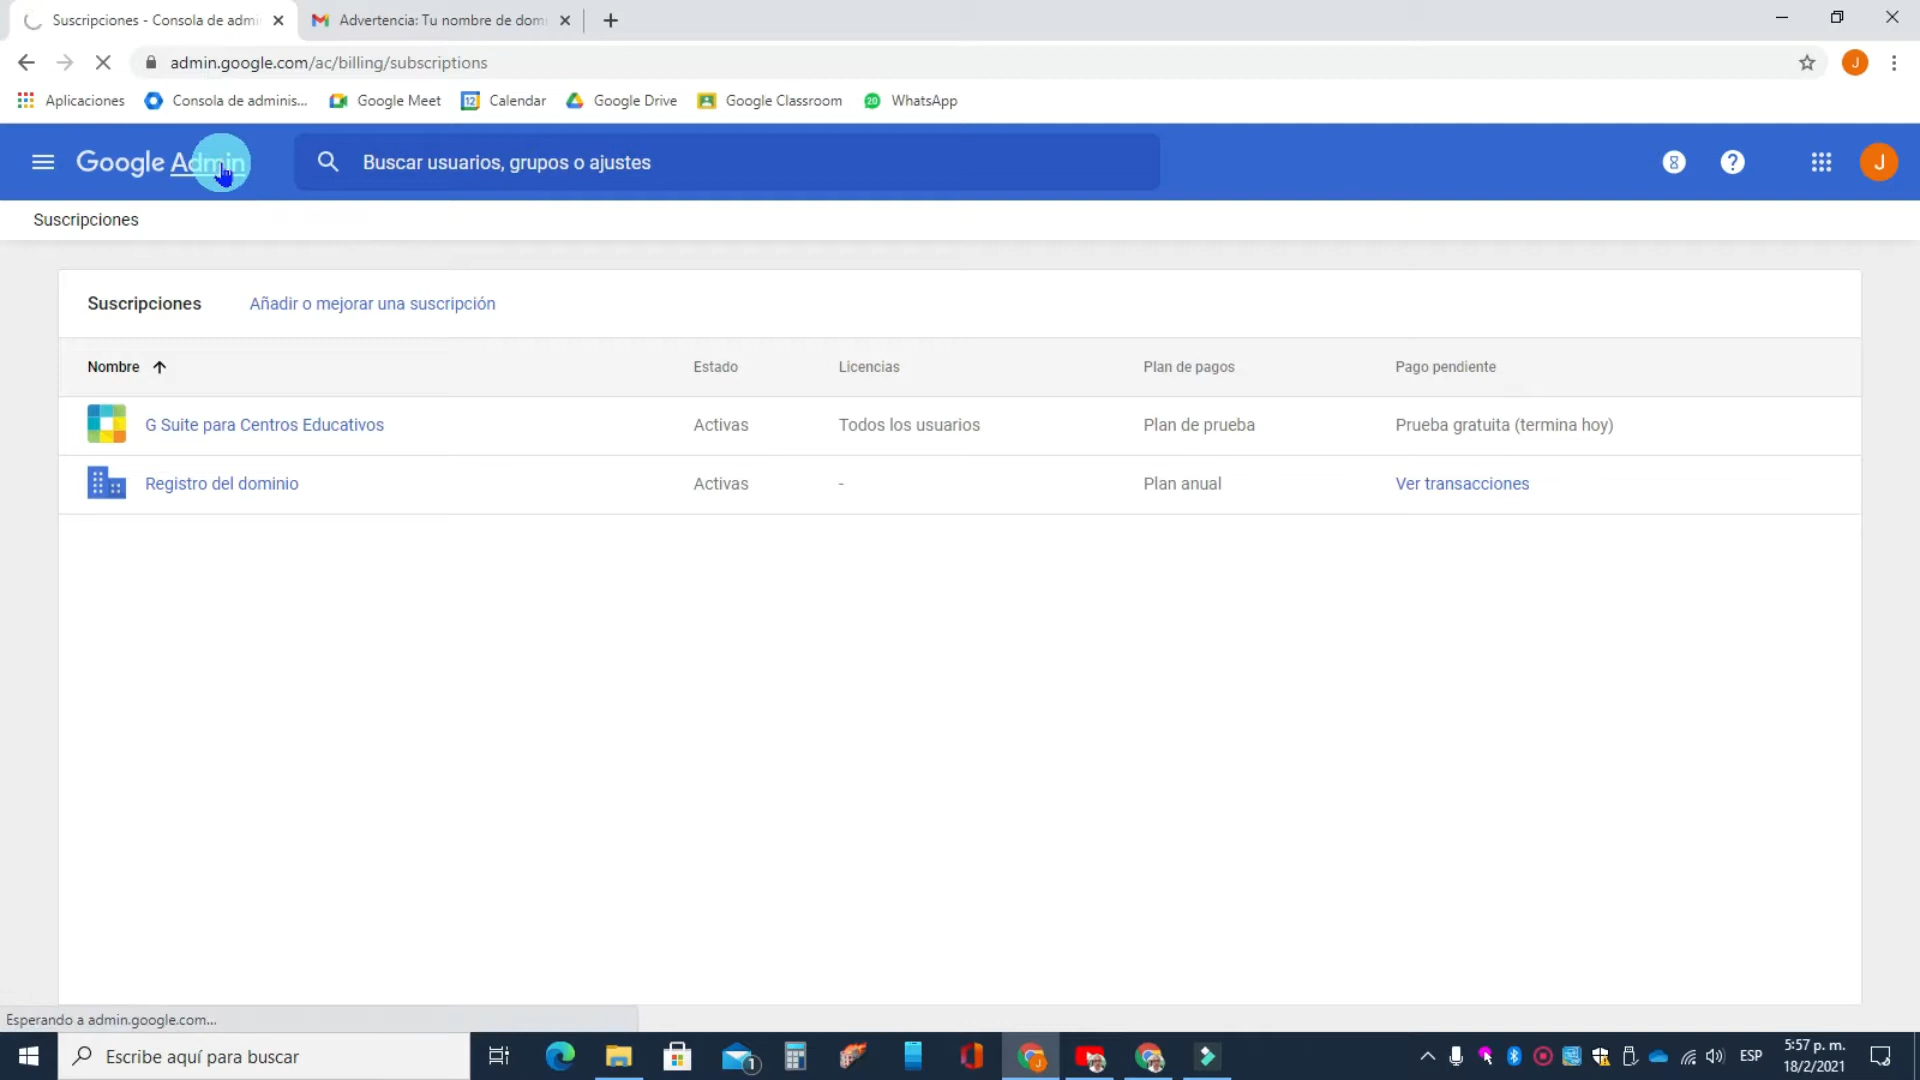 Suscripciones - Consola de admi
Advertencia: Tu nombre de dom
admin.google.com/ac/billing/subscriptions
J
Aplicaciones
Consola de adminis...
Google Meet
12
Calendar
Google Drive
Google Classroom
20
WhatsApp
Google Admin
Buscar usuarios, grupos o ajustes
?
J
Suscripciones
Suscripciones
Añadir o mejorar una suscripción
Nombre
Estado
Licencias
Plan de pagos
Pago pendiente
G Suite para Centros Educativos
Activas
Todos los usuarios
Plan de prueba
Prueba gratuita (termina hoy)
Registro del dominio
Activas
-
Plan anual
Ver transacciones
Esperando a admin.google.com...
Escribe aquí para buscar
1
J
ESP
5:57 p. m.
18/2/2021